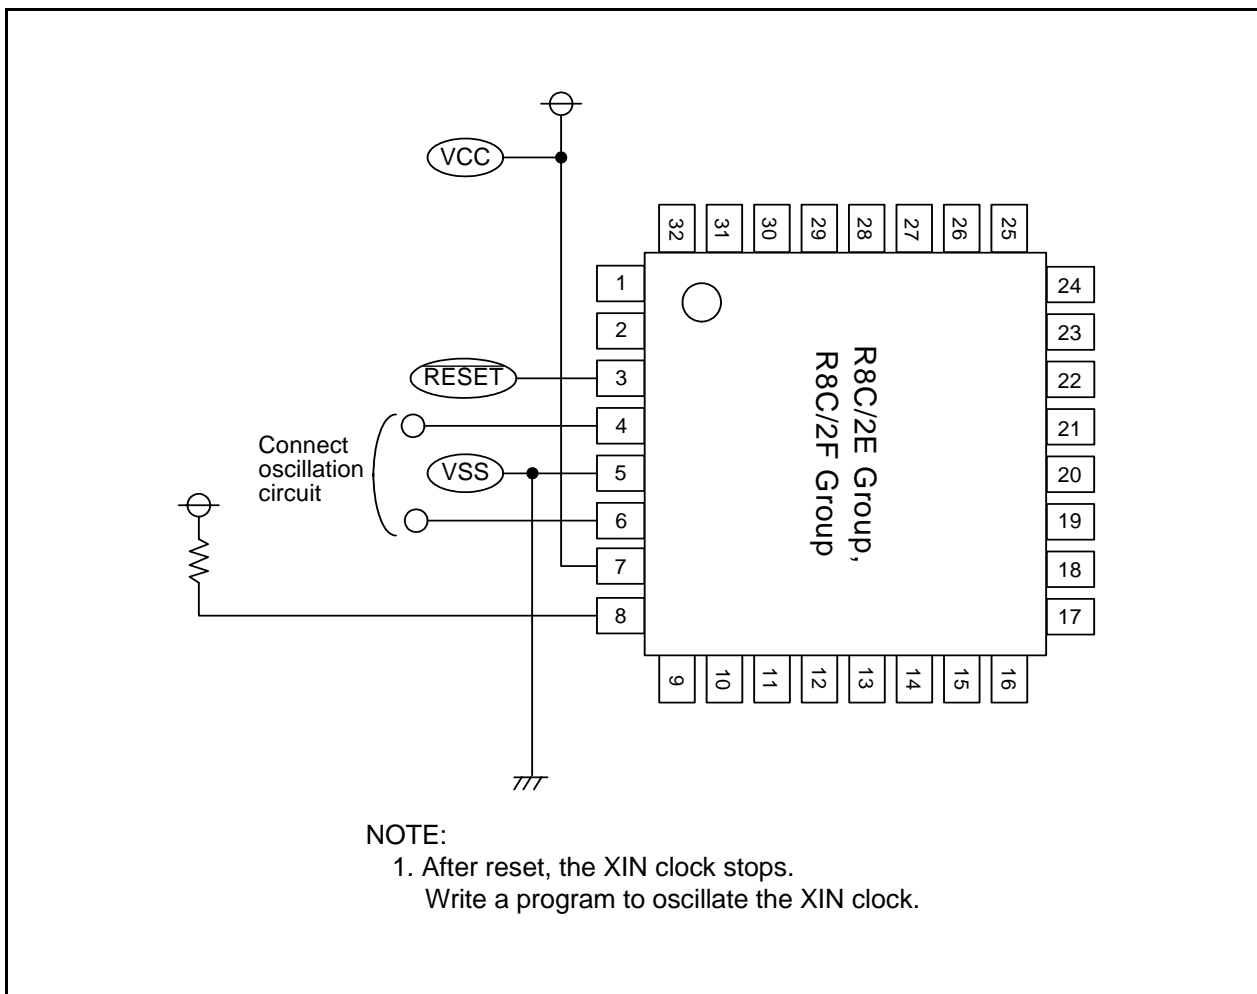 VCC
32
31
30
29
28
27
26
25
1
2
RESET
3
4
Connect
oscillation
circuit
VSS
5
6
7
8
R8C/2E Group,
R8C/2F Group
24
23
22
21
20
19
18
17
9
10
11
12
13
14
15
16
NOTE:
1. After reset, the XIN clock stops.
Write a program to oscillate the XIN clock.